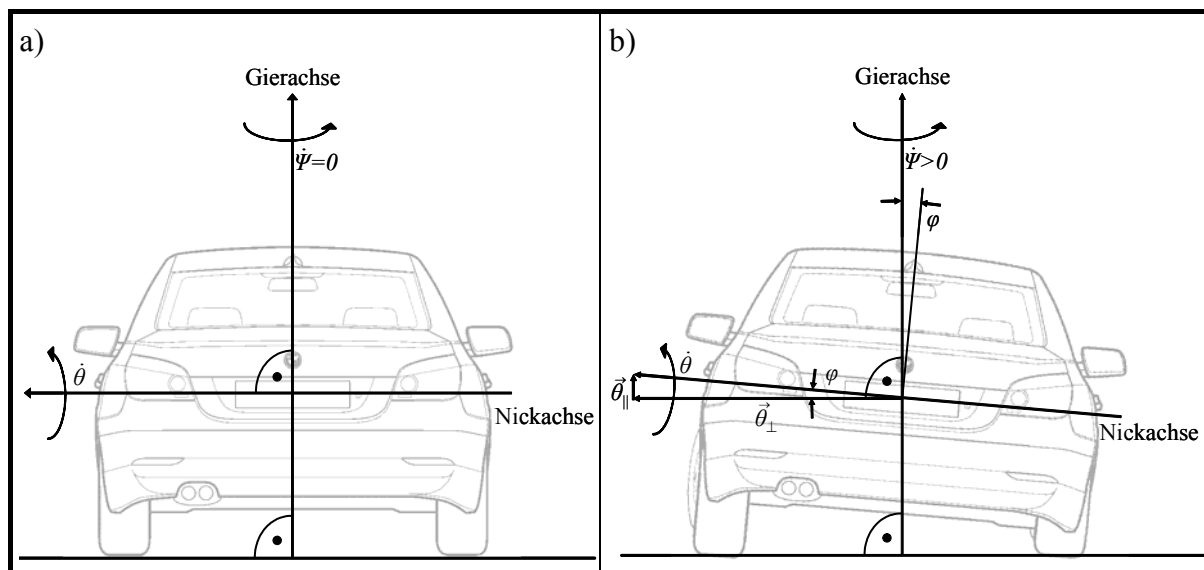 a)
Gierachse
Ψ̇=0
θ̇
Nickachse
b)
Gierachse
Ψ̇>0
φ
θ̇
φ
θ⃗∥
θ⃗⊥
Nickachse